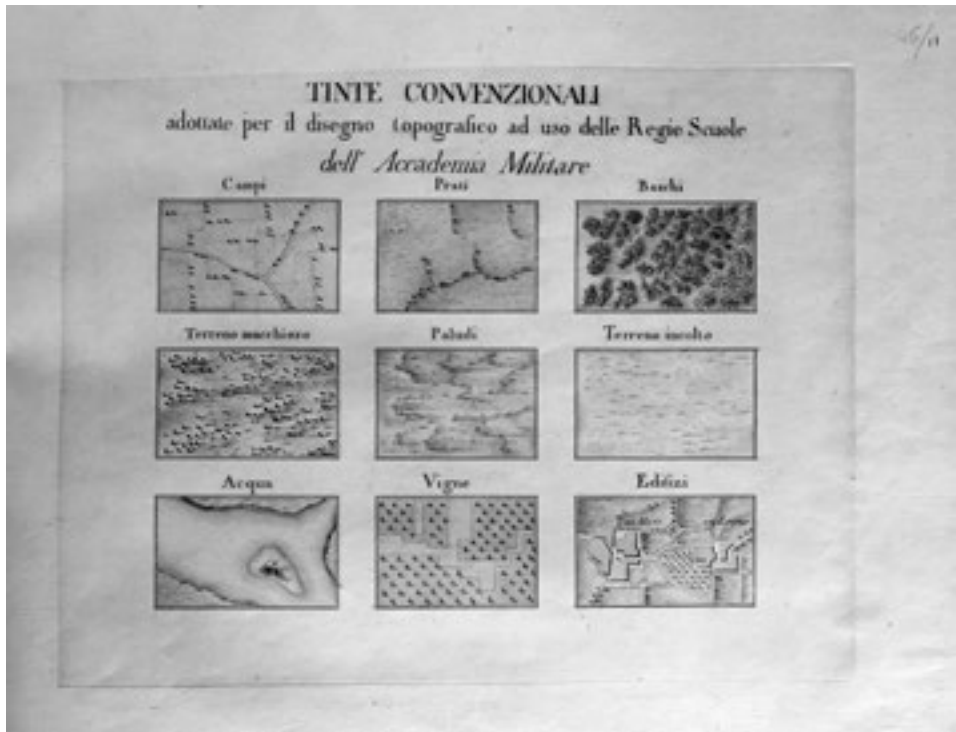 TINTE CONVENZIONALI
adottate per il disegno topografico ad uso delle Regie Scuole
dell' Accademia Militare
Campi Prati Boschi
Terreno macchioso Paludi Terreno incolto
Acqua Vigne Edifizi